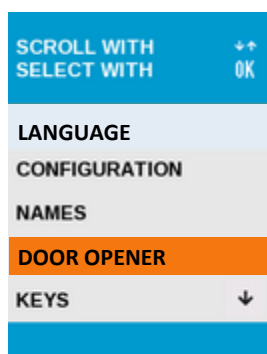 SCROLL WITH ↓↑
SELECT WITH OK
LANGUAGE
CONFIGURATION
NAMES
DOOR OPENER
KEYS ↓